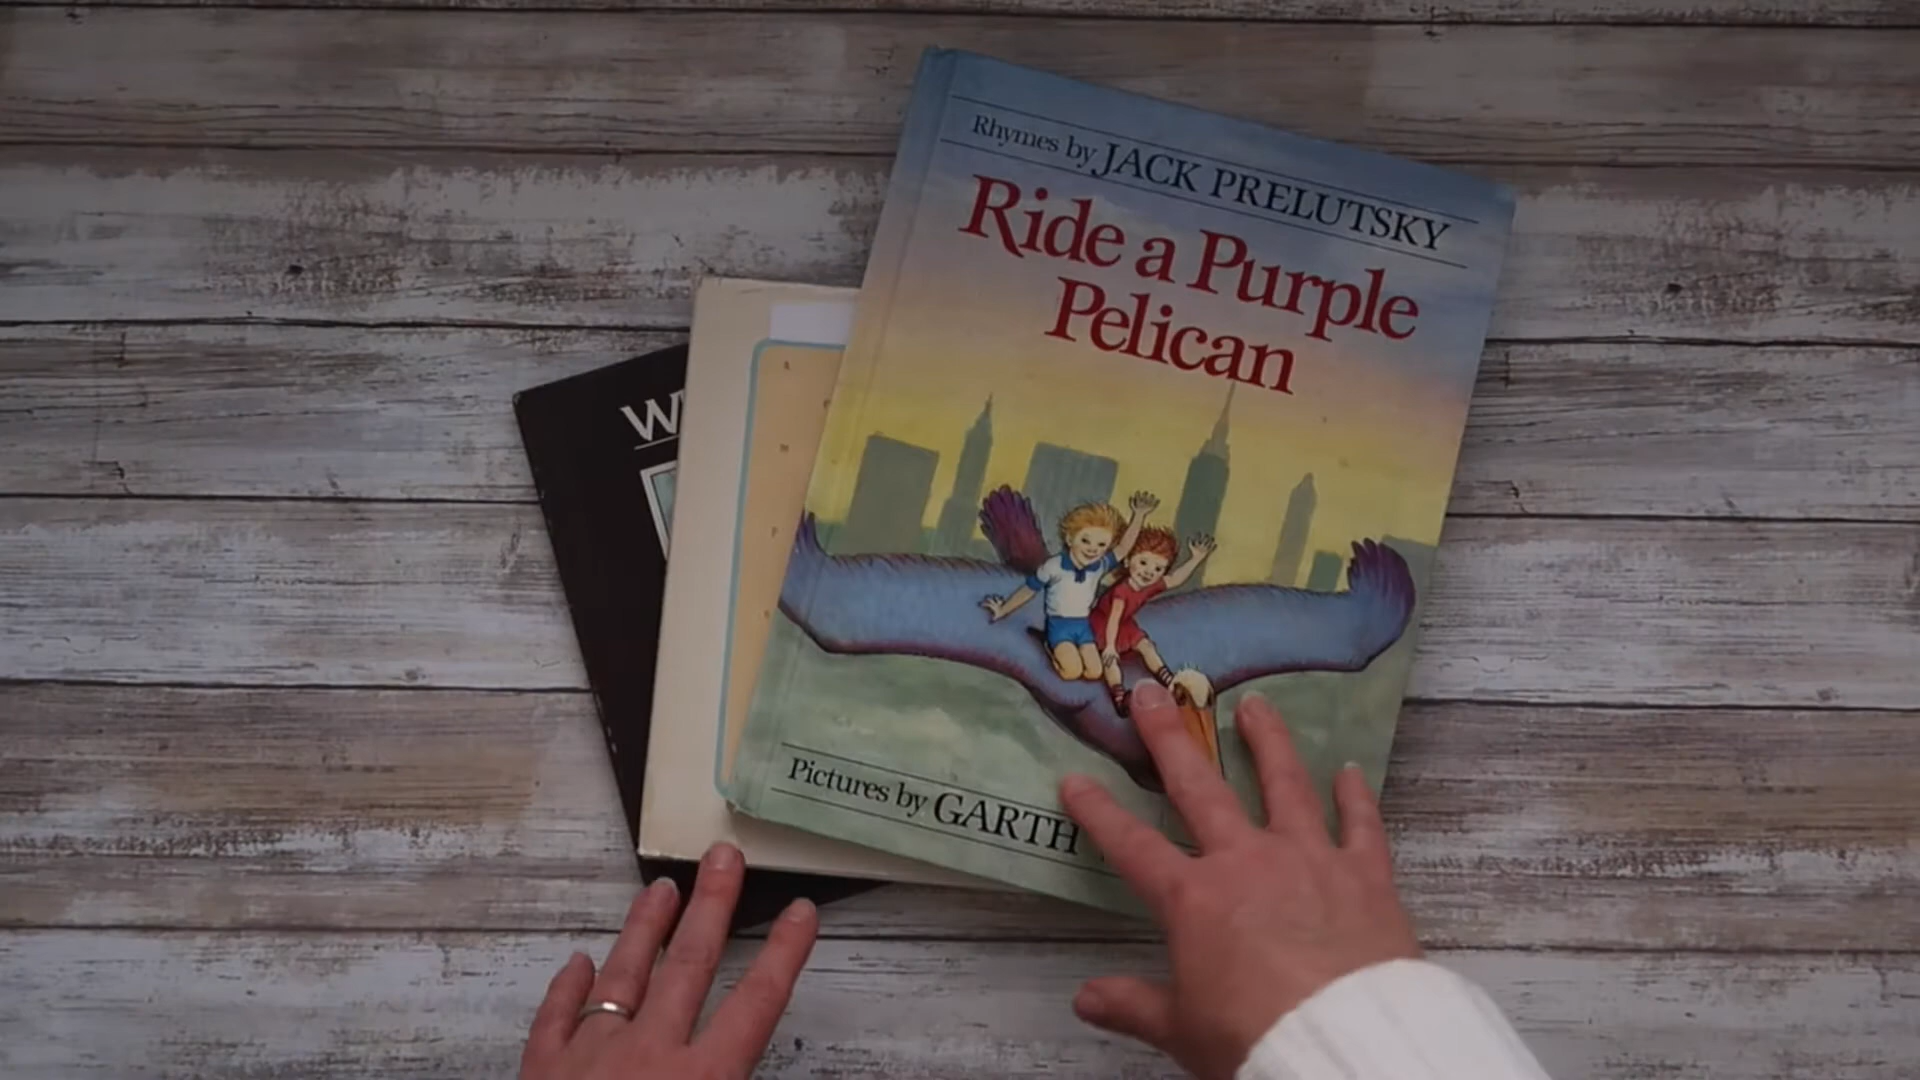 Rhymes by JACK PRELUTSKY
Ride a Purple
Pelican
Pictures by GARTH
W